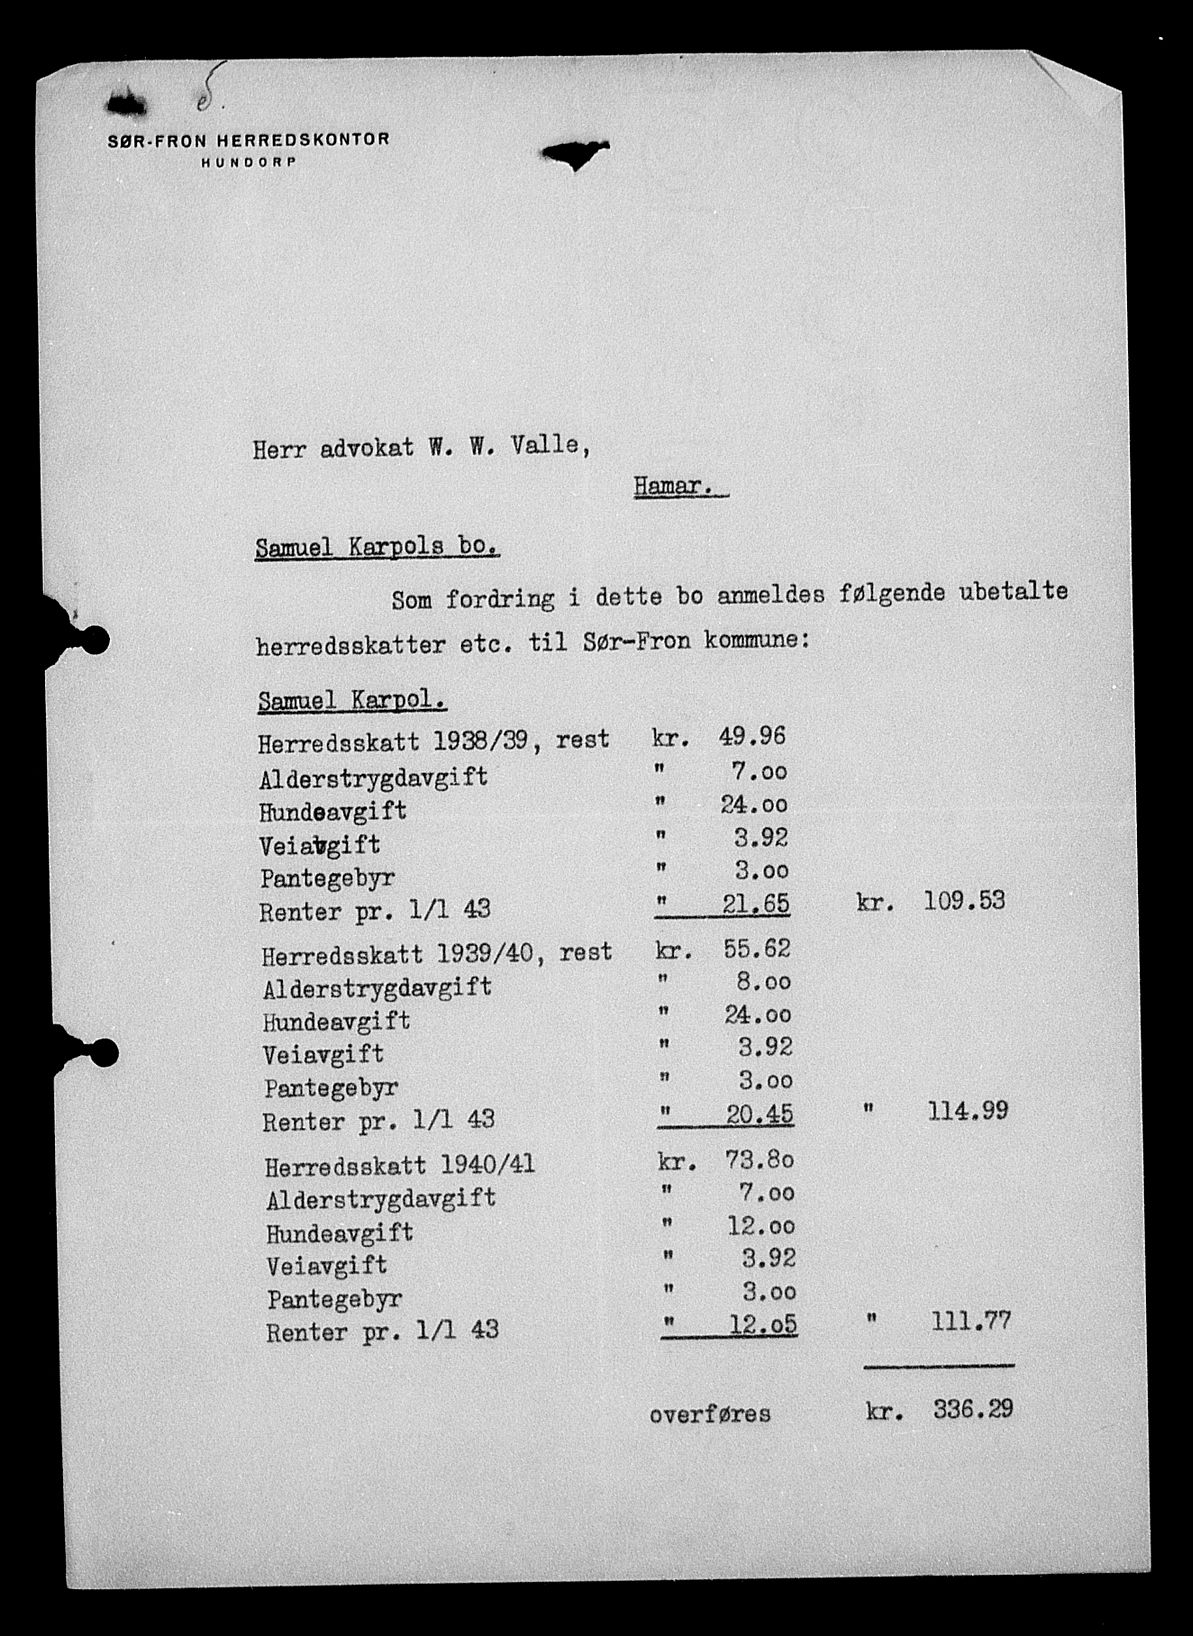 SØR-FRON HERREDSKONTOR
HUNDORP
Herr advokat W. W. Valle,
Hamar.
Samuel Karpols bo.
Som fordring i dette bo anmeldes følgende ubetalte
herredsskatter etc. til Sør-Fron kommune:
Samuel Karpol.
Herredsskatt 1938/39, rest kr. 49.96
Alderstrygdavgift " 7.oo
Hundeavgift " 24.oo
Veiavgift " 3.92
Pantegebyr " 3.oo
Renter pr. 1/1 43 " 21.65 kr. 109.53
Herredsskatt 1939/40, rest kr. 55.62
Alderstrygdavgift " 8.oo
Hundeavgift " 24.oo
Veiavgift " 3.92
Pantegebyr " 3.oo
Renter pr. 1/1 43 " 20.45 " 114.99
Herredsskatt 1940/41 kr. 73.8o
Alderstrygdavgift " 7.oo
Hundeavgift " 12.oo
Veiavgift " 3.92
Pantegebyr " 3.oo
Renter pr. 1/1 43 " 12.o5 " 111.77
overføres kr. 336.29